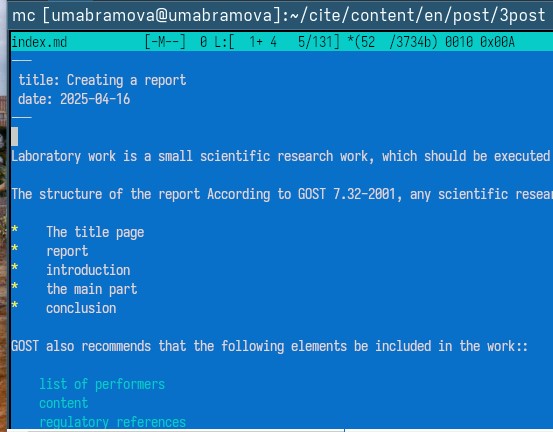 mc [umabramova@umabramova]:~/cite/content/en/post/3post
index.md [-M--] 0 L:[ 1+ 4 5/131] *(52 /3734b) 0010 0x00A
---
title: Creating a report
date: 2025-04-16
---
Laboratory work is a small scientific research work, which should be executed
The structure of the report According to GOST 7.32-2001, any scientific resear
* The title page
* report
* introduction
* the main part
* conclusion
GOST also recommends that the following elements be included in the work::
list of performers
content
regulatory references